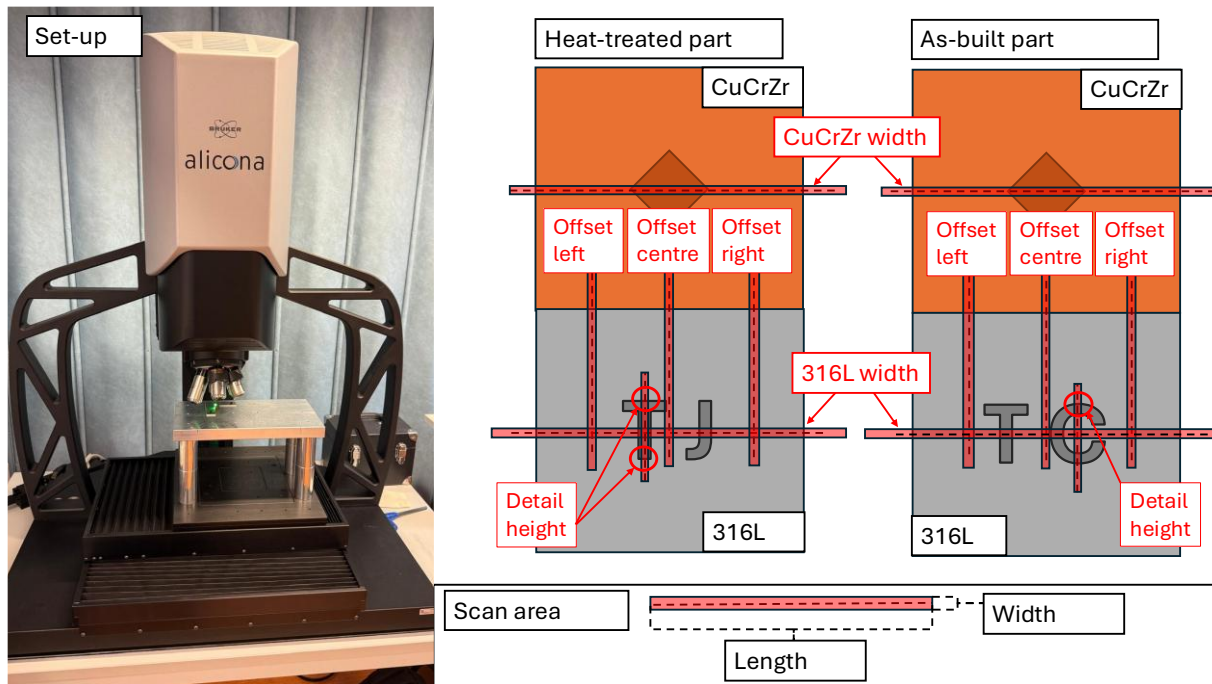 Set-up
BRUKER
alicona
Heat-treated part
CuCrZr
As-built part
CuCrZr
CuCrZr width
Offset
left
Offset
centre
Offset
right
Offset
left
Offset
centre
Offset
right
316L width
T J
T C
Detail
height
316L
316L
Detail
height
Scan area
Width
Length